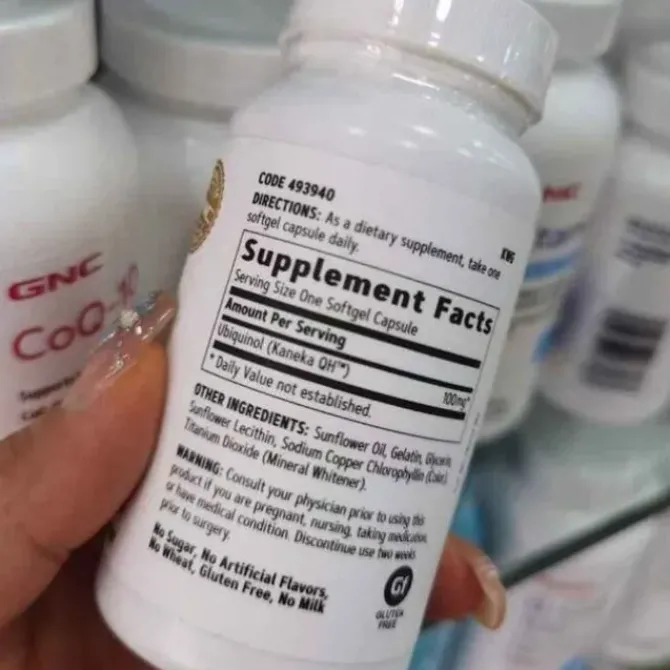 CODE 493940
DIRECTIONS: As a dietary supplement, take one
softgel capsule daily.
KW6
Supplement Facts
Serving Size One Softgel Capsule
Amount Per Serving
Ubiquinol (Kaneka QH™)
100mg*
* Daily Value not established.
OTHER INGREDIENTS: Sunflower Oil, Gelatin, Glycerin,
Sunflower Lecithin, Sodium Copper Chlorophyllin (Color),
Titanium Dioxide (Mineral Whitener).
WARNING: Consult your physician prior to using this
product if you are pregnant, nursing, taking medication,
or have medical condition. Discontinue use two weeks
prior to surgery.
No Sugar, No Artificial Flavors,
No Wheat, Gluten Free, No Milk
Gf
GLUTEN
FREE
GNC
CoQ-10